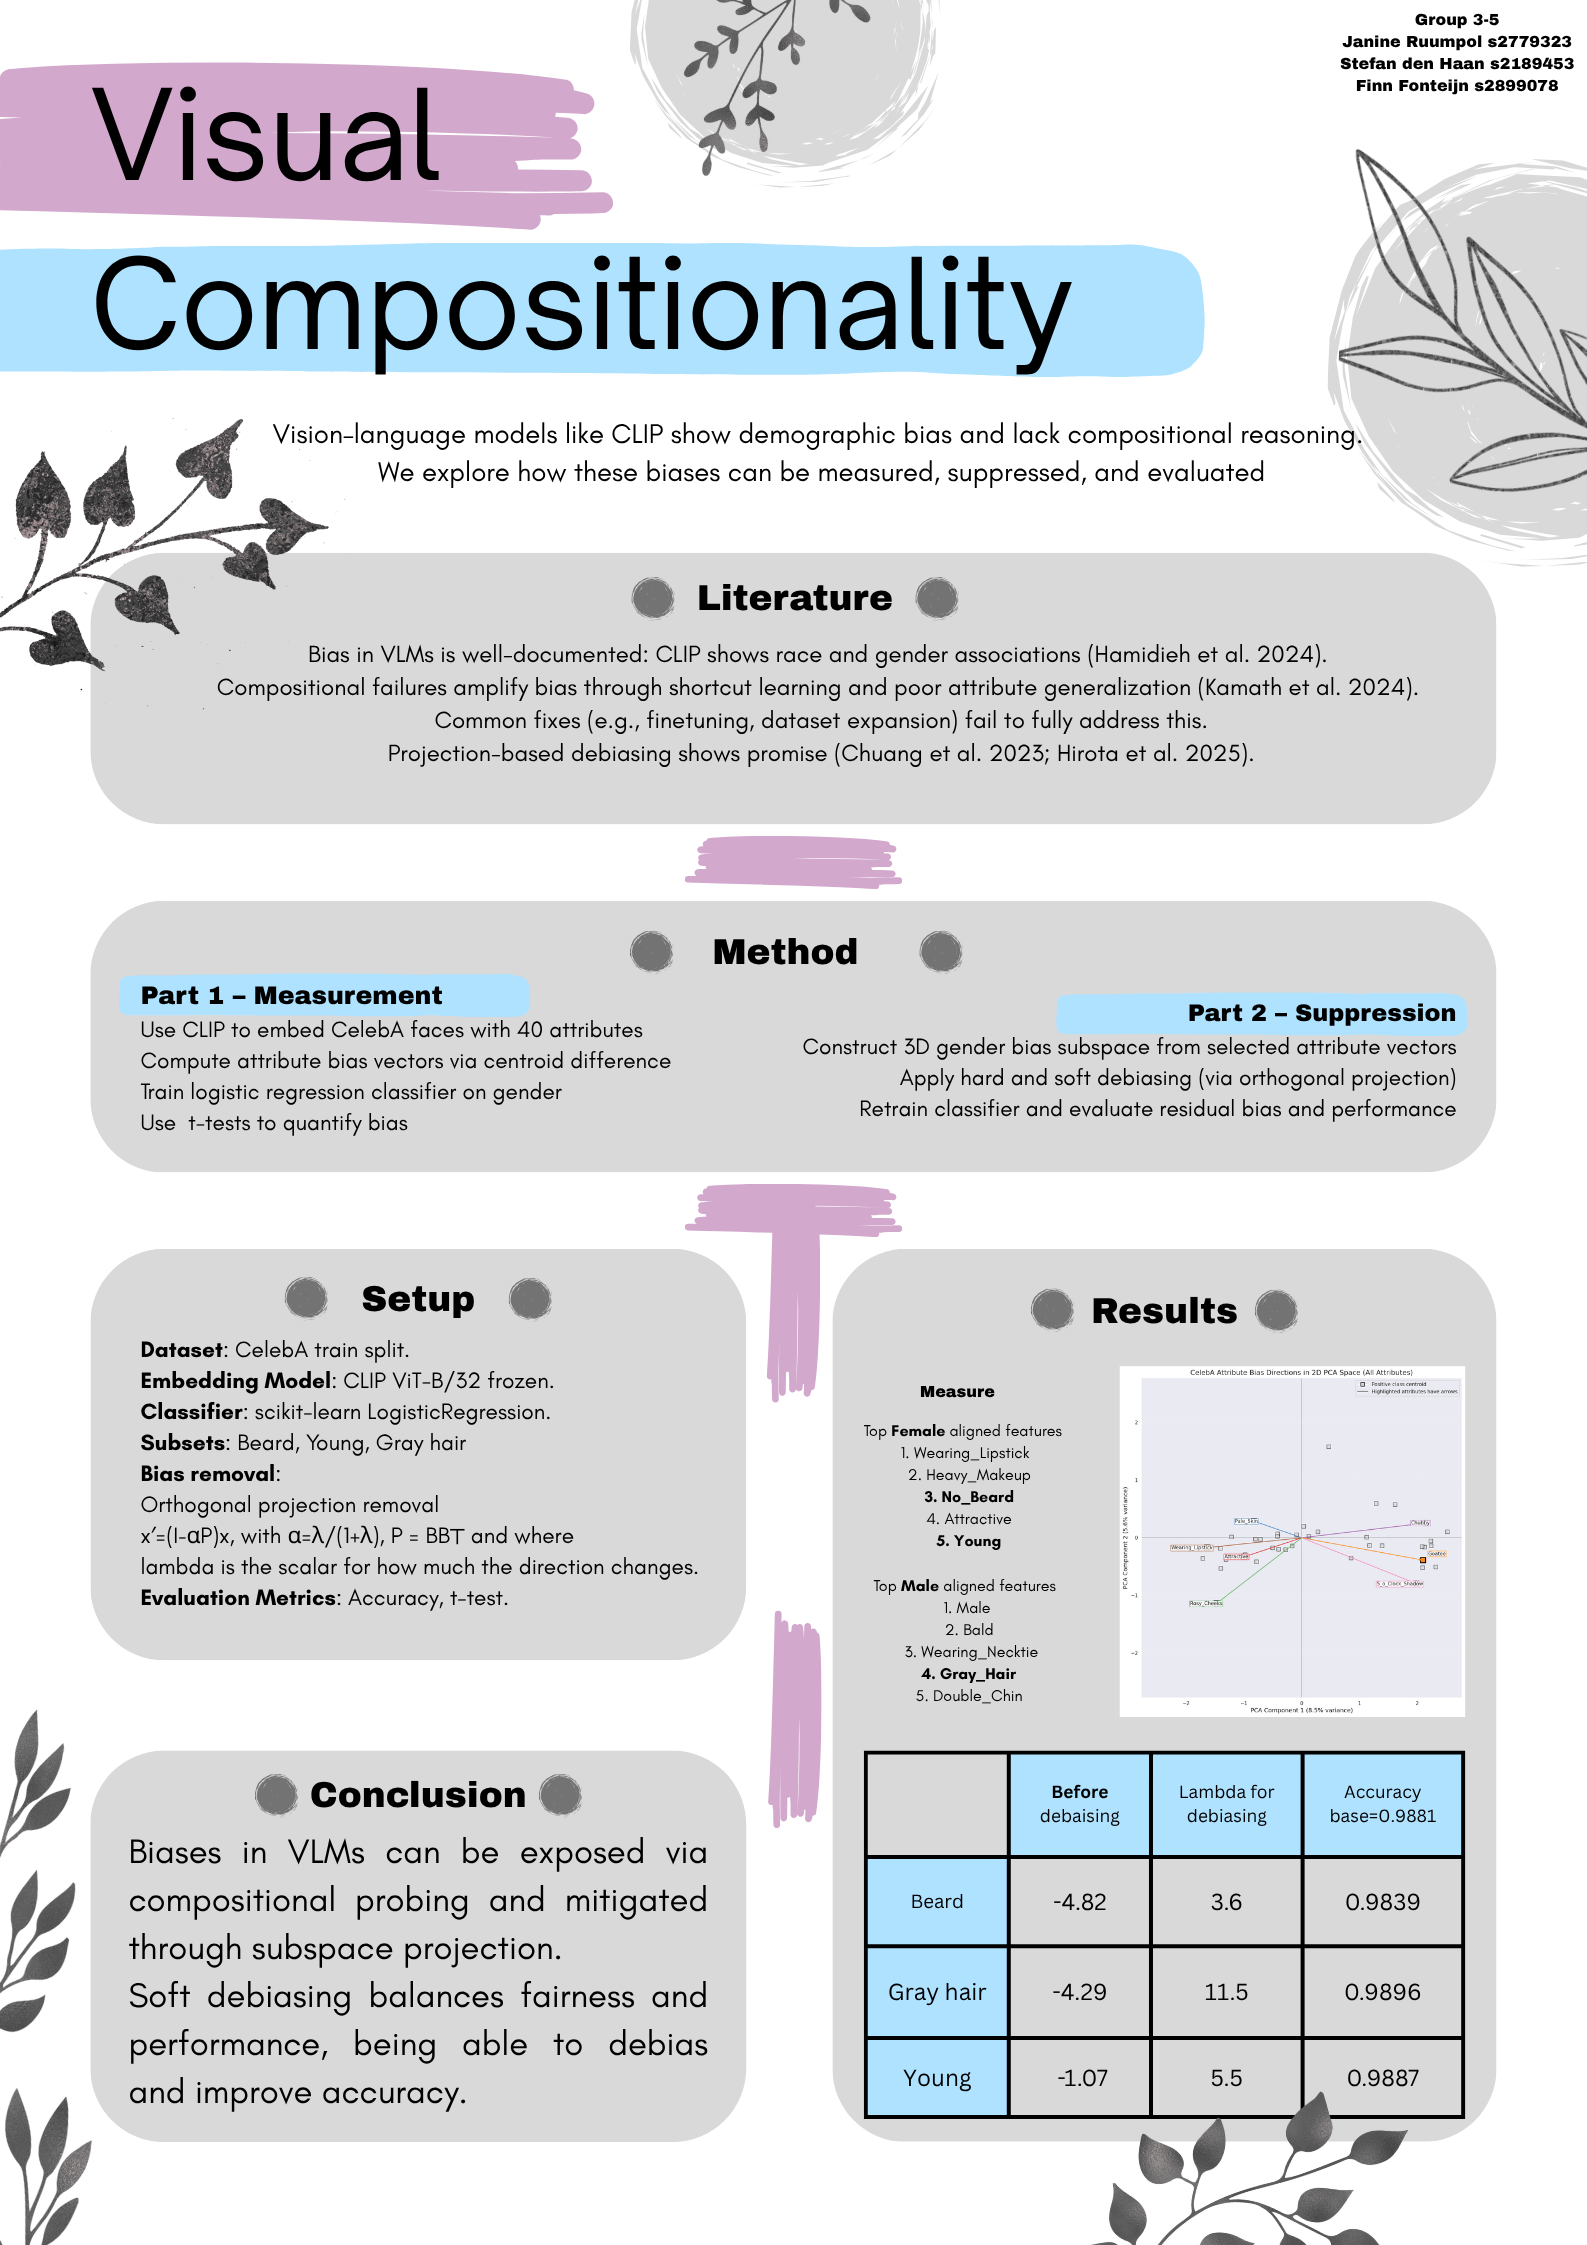 Group 3-5
Janine Ruumpol s2779323
Stefan den Haan s2189453
Finn Fonteijn s2899078
Visual
Compositionality
Vision-language models like CLIP show demographic bias and lack compositional reasoning.
We explore how these biases can be measured, suppressed, and evaluated
Literature
Bias in VLMs is well-documented: CLIP shows race and gender associations (Hamidieh et al. 2024).
Compositional failures amplify bias through shortcut learning and poor attribute generalization (Kamath et al. 2024).
Common fixes (e.g., finetuning, dataset expansion) fail to fully address this.
Projection-based debiasing shows promise (Chuang et al. 2023; Hirota et al. 2025).
Method
Part 1 – Measurement
Use CLIP to embed CelebA faces with 40 attributes
Compute attribute bias vectors via centroid difference
Train logistic regression classifier on gender
Use  t-tests to quantify bias
Part 2 – Suppression
Construct 3D gender bias subspace from selected attribute vectors
Apply hard and soft debiasing (via orthogonal projection)
Retrain classifier and evaluate residual bias and performance
Setup
Dataset: CelebA train split.
Embedding Model: CLIP ViT-B/32 frozen.
Classifier: scikit-learn LogisticRegression.
Subsets: Beard, Young, Gray hair
Bias removal:
Orthogonal projection removal
x′=(I-αP)x, with α=λ/(1+λ), P = BBT and where
lambda is the scalar for how much the direction changes.
Evaluation Metrics: Accuracy, t-test.
Results
Measure
Top Female aligned features
1. Wearing_Lipstick
2. Heavy_Makeup
3. No_Beard
4. Attractive
5. Young
Top Male aligned features
1. Male
2. Bald
3. Wearing_Necktie
4. Gray_Hair
5. Double_Chin
CelebA Attribute Bias Directions in 2D PCA Space (All Attributes)
Positive class centroid
Highlighted attributes have arrows
PCA Component 2 (5.6% variance)
2
1
0
−1
−2
Pale_Skin
Chubby
Wearing_Lipstick
Attractive
Goatee
5_o_Clock_Shadow
Rosy_Cheeks
−2 −1 0 1 2
PCA Component 1 (8.5% variance)
Before debaising | Lambda for debiasing | Accuracy base=0.9881
Beard -4.82 3.6 0.9839
Gray hair -4.29 11.5 0.9896
Young -1.07 5.5 0.9887
Conclusion
Biases in VLMs can be exposed via
compositional probing and mitigated
through subspace projection.
Soft debiasing balances fairness and
performance, being able to debias
and improve accuracy.